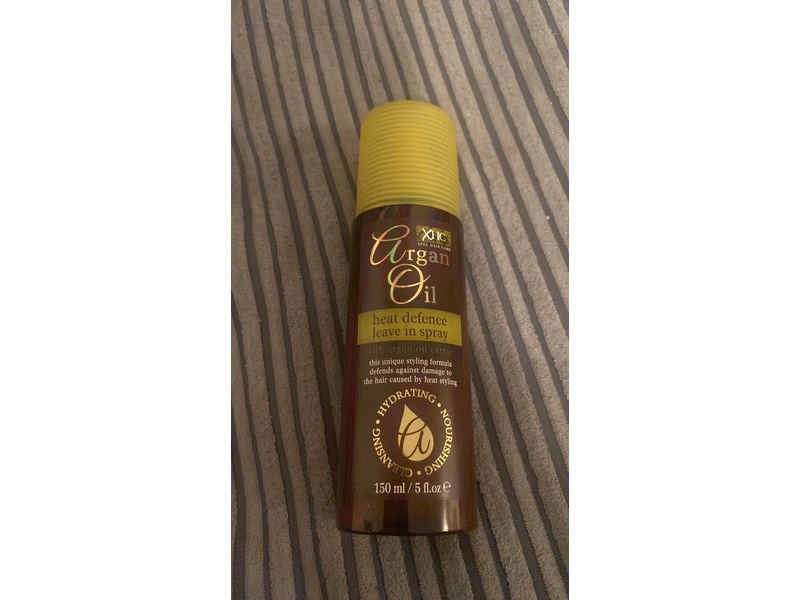 XHC
XPEL HAIR CARE
Argan
Oil
heat defence
leave in spray
with argan oil extract
this unique styling formula
defends against damage to
the hair caused by heat styling
HYDRATING • NOURISHING • CLEANSING •
a
150 ml / 5 fl.oz ℮